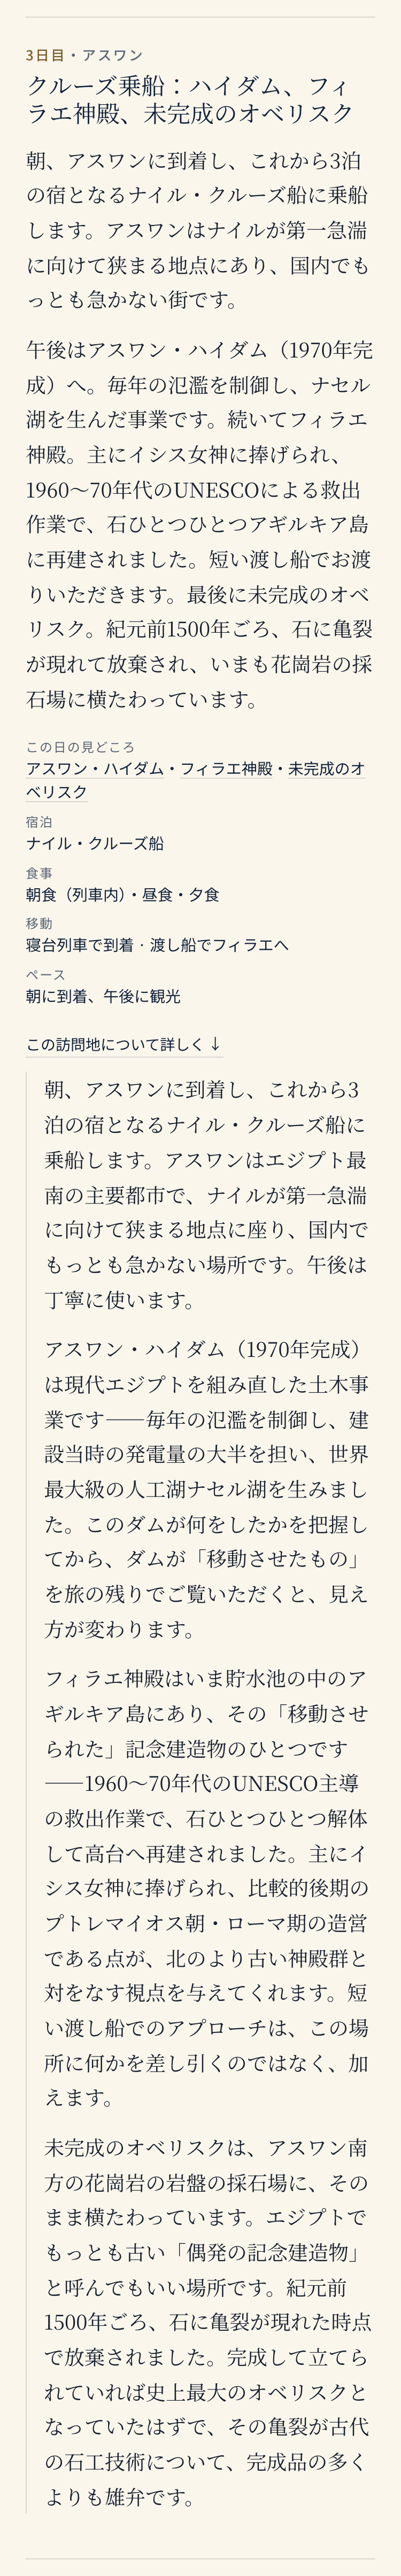 3日目・アスワン
クルーズ乗船：ハイダム、フィ
ラエ神殿、未完成のオベリスク
朝、アスワンに到着し、これから3泊
の宿となるナイル・クルーズ船に乗船
します。アスワンはナイルが第一急湍
に向けて狭まる地点にあり、国内でも
っとも急かない街です。
午後はアスワン・ハイダム（1970年完
成）へ。毎年の氾濫を制御し、ナセル
湖を生んだ事業です。続いてフィラエ
神殿。主にイシス女神に捧げられ、
1960〜70年代のUNESCOによる救出
作業で、石ひとつひとつアギルキア島
に再建されました。短い渡し船でお渡
りいただきます。最後に未完成のオベ
リスク。紀元前1500年ごろ、石に亀裂
が現れて放棄され、いまも花崗岩の採
石場に横たわっています。
この日の見どころ
アスワン・ハイダム・フィラエ神殿・未完成のオ
ベリスク
宿泊
ナイル・クルーズ船
食事
朝食（列車内）・昼食・夕食
移動
寝台列車で到着 · 渡し船でフィラエへ
ペース
朝に到着、午後に観光
この訪問地について詳しく ↓
朝、アスワンに到着し、これから3
泊の宿となるナイル・クルーズ船に
乗船します。アスワンはエジプト最
南の主要都市で、ナイルが第一急湍
に向けて狭まる地点に座り、国内で
もっとも急かない場所です。午後は
丁寧に使います。
アスワン・ハイダム（1970年完成）
は現代エジプトを組み直した土木事
業です——毎年の氾濫を制御し、建
設当時の発電量の大半を担い、世界
最大級の人工湖ナセル湖を生みまし
た。このダムが何をしたかを把握し
てから、ダムが「移動させたもの」
を旅の残りでご覧いただくと、見え
方が変わります。
フィラエ神殿はいま貯水池の中のア
ギルキア島にあり、その「移動させ
られた」記念建造物のひとつです
——1960〜70年代のUNESCO主導
の救出作業で、石ひとつひとつ解体
して高台へ再建されました。主にイ
シス女神に捧げられ、比較的後期の
プトレマイオス朝・ローマ期の造営
である点が、北のより古い神殿群と
対をなす視点を与えてくれます。短
い渡し船でのアプローチは、この場
所に何かを差し引くのではなく、加
えます。
未完成のオベリスクは、アスワン南
方の花崗岩の岩盤の採石場に、その
まま横たわっています。エジプトで
もっとも古い「偶発の記念建造物」
と呼んでもいい場所です。紀元前
1500年ごろ、石に亀裂が現れた時点
で放棄されました。完成して立てら
れていれば史上最大のオベリスクと
なっていたはずで、その亀裂が古代
の石工技術について、完成品の多く
よりも雄弁です。